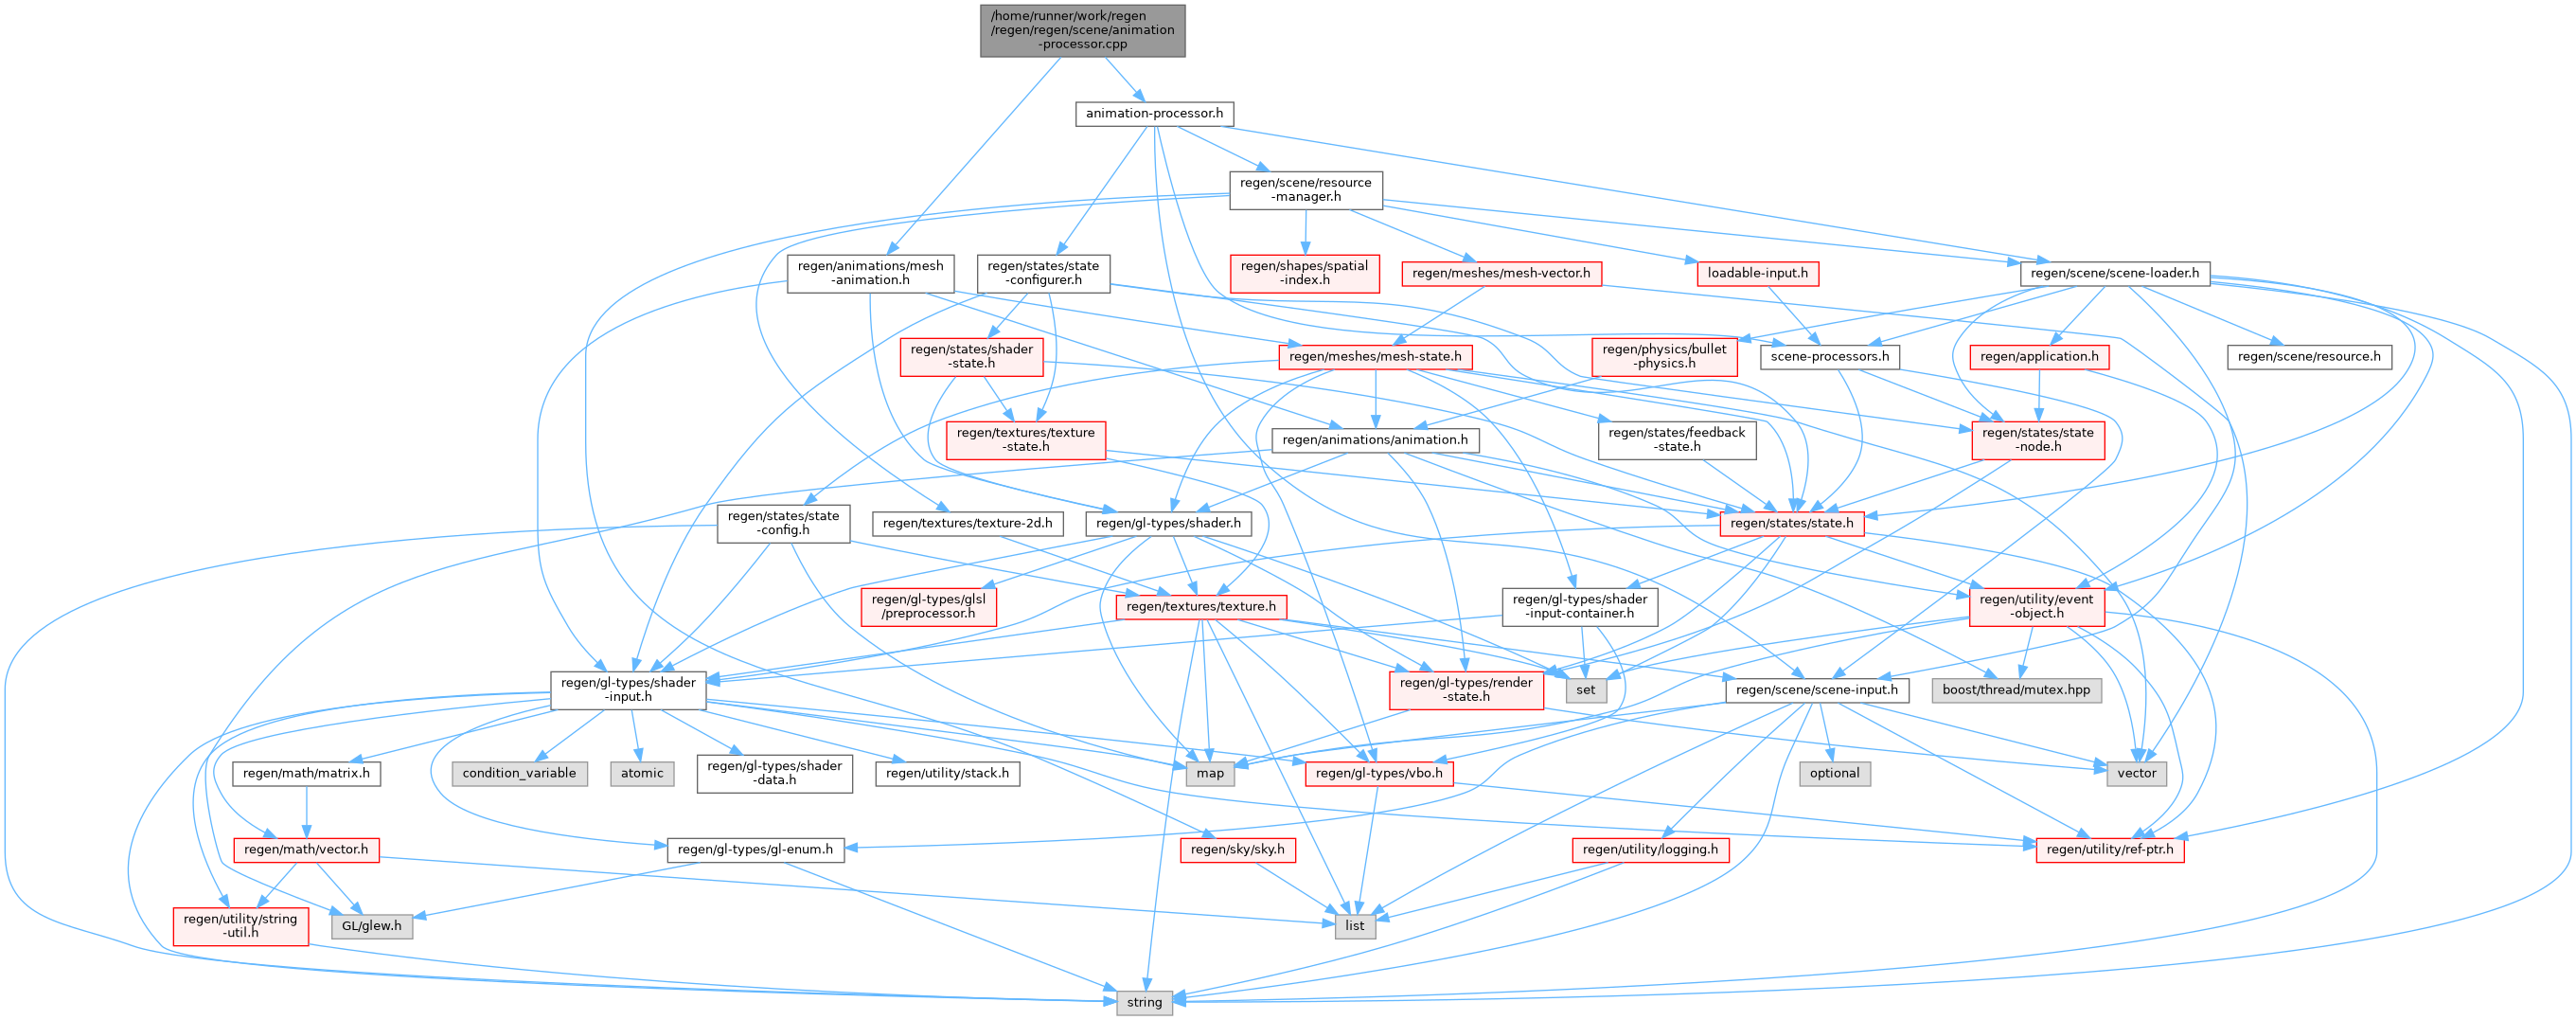 /home/runner/work/regen
/regen/regen/scene/animation
-processor.cpp
animation-processor.h
regen/scene/resource
-manager.h
regen/animations/mesh
-animation.h
regen/states/state
-configurer.h
regen/shapes/spatial
-index.h
regen/meshes/mesh-vector.h
loadable-input.h
regen/scene/scene-loader.h
regen/states/shader
-state.h
regen/meshes/mesh-state.h
regen/physics/bullet
-physics.h
scene-processors.h
regen/application.h
regen/scene/resource.h
regen/textures/texture
-state.h
regen/animations/animation.h
regen/states/feedback
-state.h
regen/states/state
-node.h
regen/states/state
-config.h
regen/textures/texture-2d.h
regen/gl-types/shader.h
regen/states/state.h
regen/gl-types/glsl
/preprocessor.h
regen/textures/texture.h
regen/gl-types/shader
-input-container.h
regen/utility/event
-object.h
regen/gl-types/shader
-input.h
regen/gl-types/render
-state.h
set
regen/scene/scene-input.h
boost/thread/mutex.hpp
regen/math/matrix.h
condition_variable
atomic
regen/gl-types/shader
-data.h
regen/utility/stack.h
map
regen/gl-types/vbo.h
optional
vector
regen/math/vector.h
regen/gl-types/gl-enum.h
regen/sky/sky.h
regen/utility/logging.h
regen/utility/ref-ptr.h
regen/utility/string
-util.h
GL/glew.h
list
string